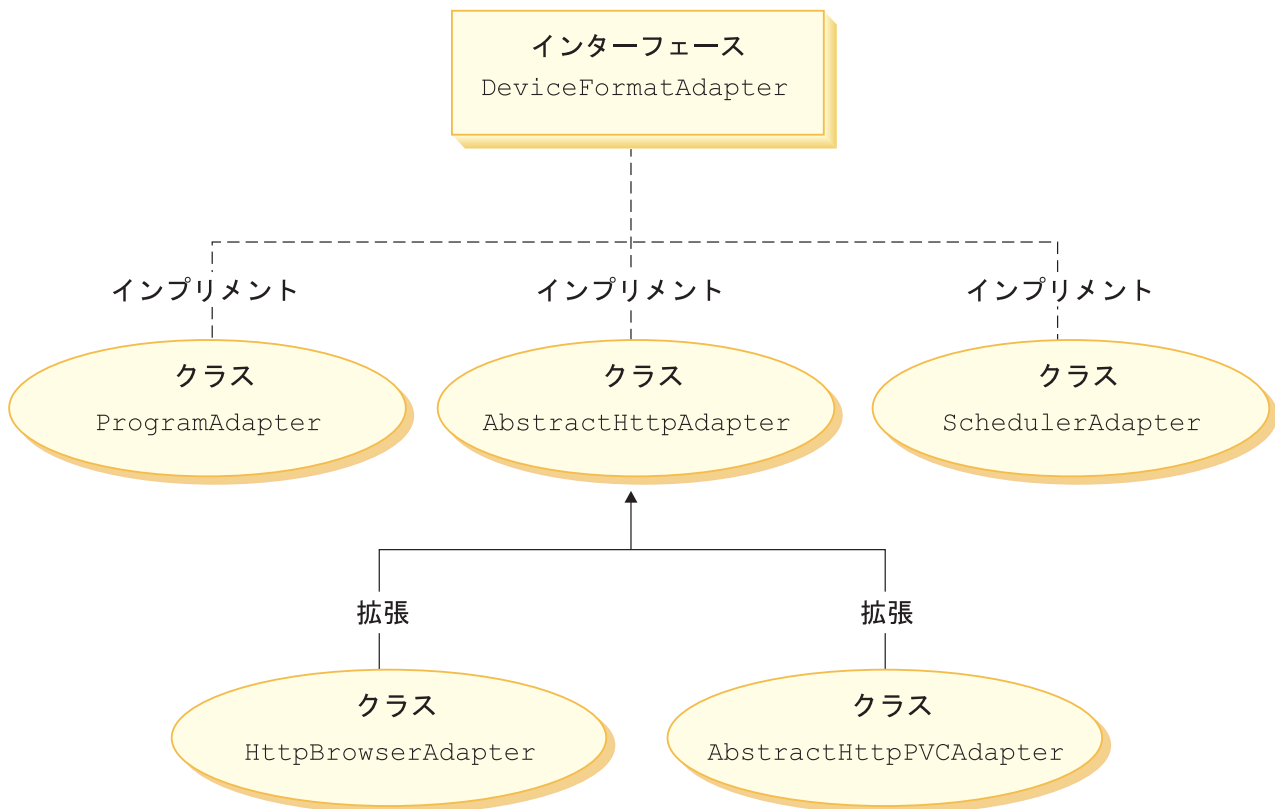 インターフェース
DeviceFormatAdapter
インプリメント
インプリメント
インプリメント
クラス
ProgramAdapter
クラス
AbstractHttpAdapter
クラス
SchedulerAdapter
拡張
拡張
クラス
HttpBrowserAdapter
クラス
AbstractHttpPVCAdapter